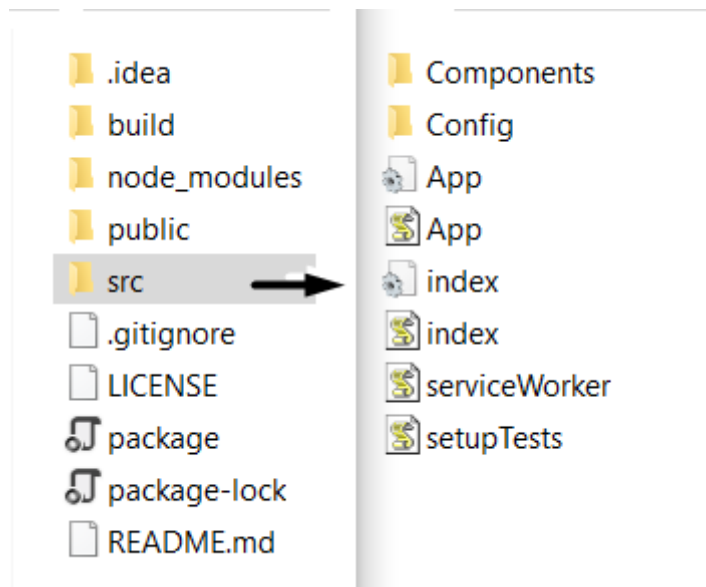 .idea
build
node_modules
public
src
.gitignore
LICENSE
package
package-lock
README.md
Components
Config
App
App
index
index
serviceWorker
setupTests